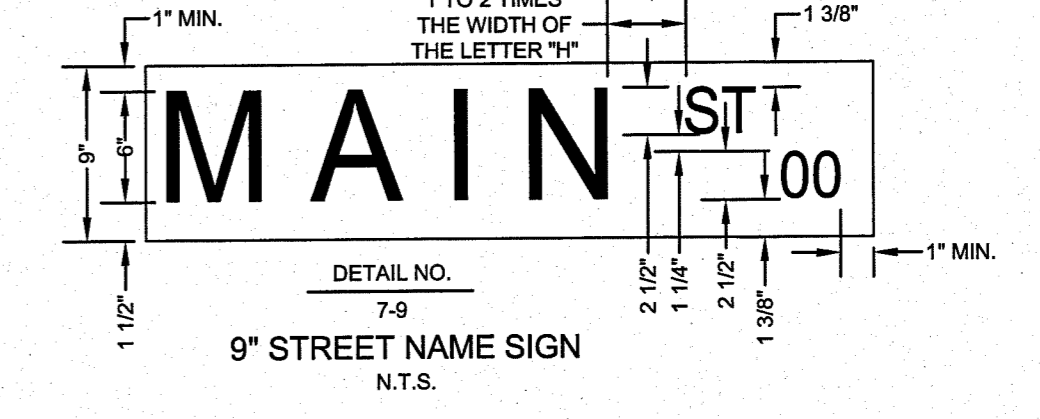 1 TO 2 TIMES
THE WIDTH OF
THE LETTER "H"
1" MIN.
1 3/8"
9"
6"
MAIN ST
00
1 1/2"
2 1/2"
1 1/4"
2 1/2"
1 3/8"
1" MIN.
DETAIL NO.
7-9
9" STREET NAME SIGN
N.T.S.